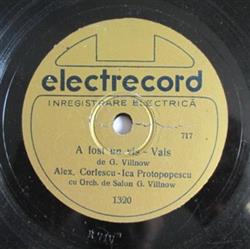 electrecord
INREGISTRARE ELECTRICĂ
717
A fost un vis - Vals
de G. Villnow
Alex. Corlescu-Ica Protopopescu
cu Orch. de Salon G. Villnow
1320